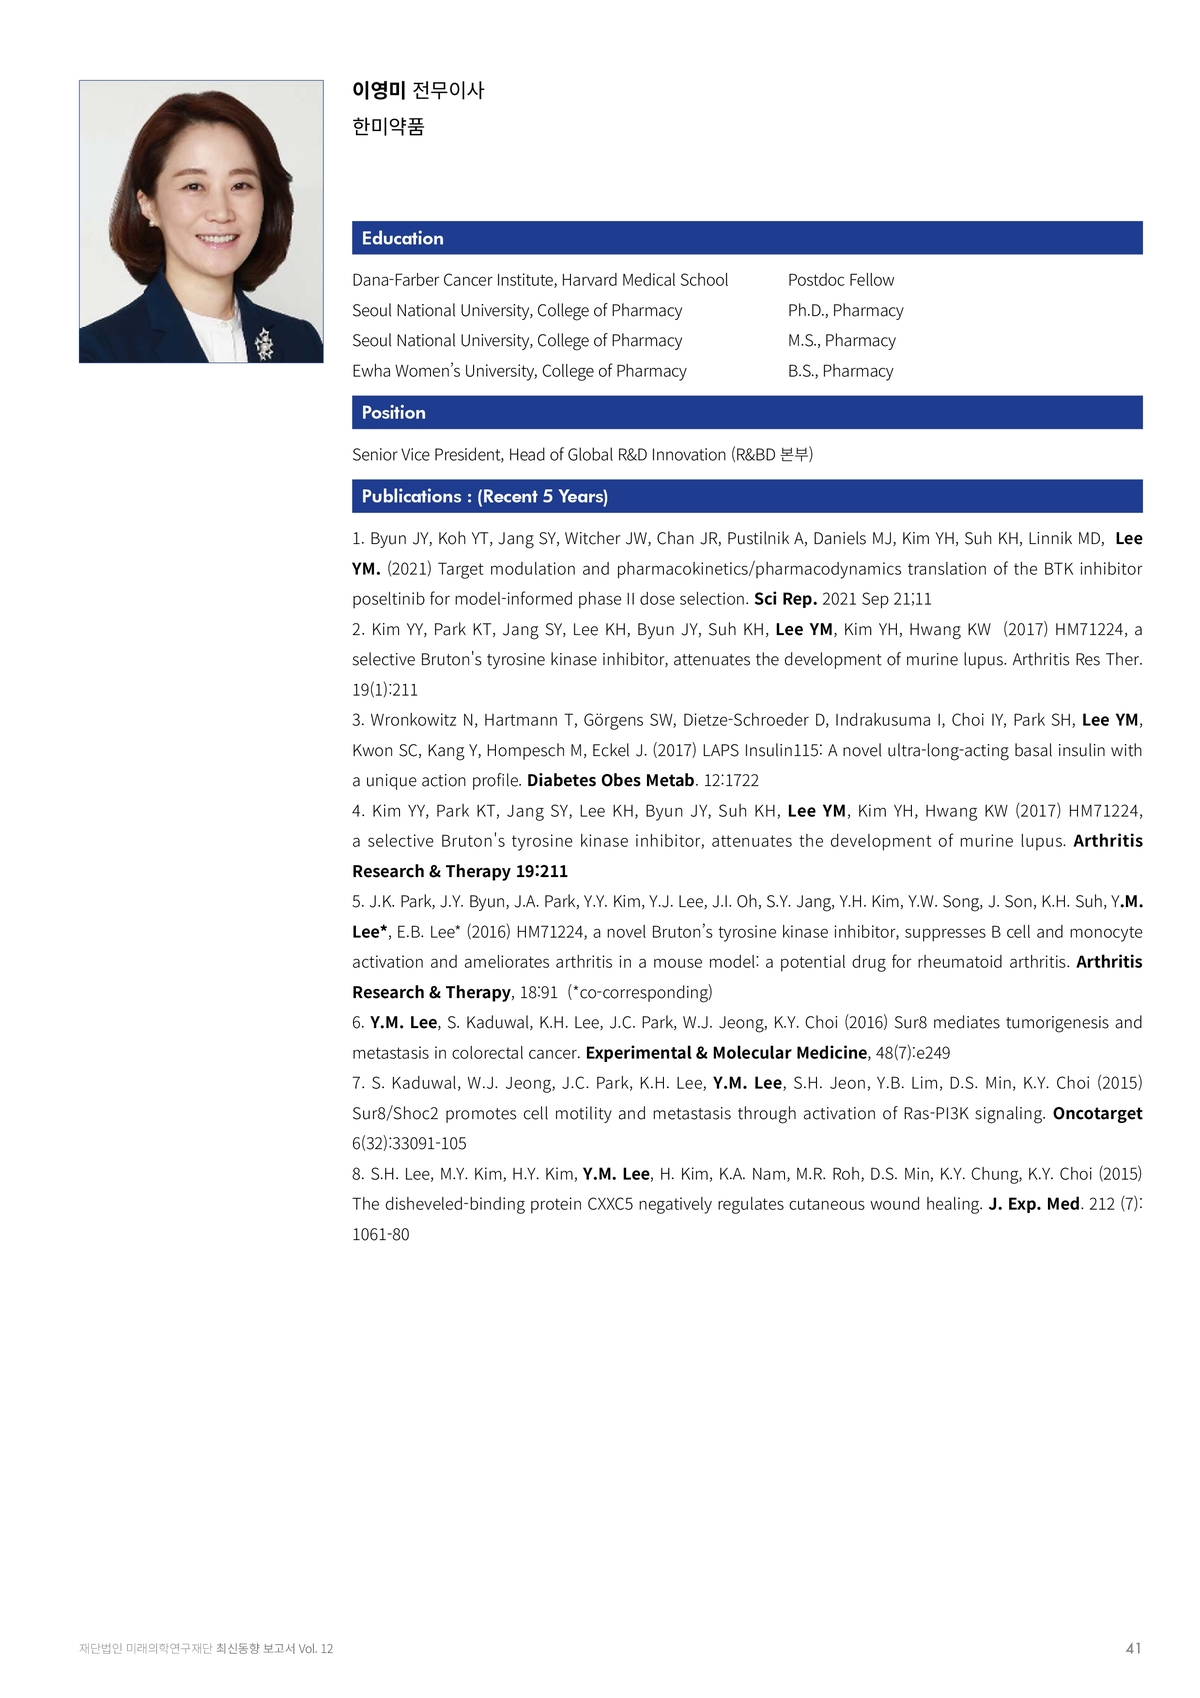 이영미 전무이사
한미약품
Education
Dana-Farber Cancer Institute, Harvard Medical School Postdoc Fellow
Seoul National University, College of Pharmacy Ph.D., Pharmacy
Seoul National University, College of Pharmacy M.S., Pharmacy
Ewha Women’s University, College of Pharmacy B.S., Pharmacy
Position
Senior Vice President, Head of Global R&D Innovation (R&BD 본부)
Publications : (Recent 5 Years)
1. Byun JY, Koh YT, Jang SY, Witcher JW, Chan JR, Pustilnik A, Daniels MJ, Kim YH, Suh KH, Linnik MD, Lee
YM. (2021) Target modulation and pharmacokinetics/pharmacodynamics translation of the BTK inhibitor
poseltinib for model-informed phase II dose selection. Sci Rep. 2021 Sep 21;11
2. Kim YY, Park KT, Jang SY, Lee KH, Byun JY, Suh KH, Lee YM, Kim YH, Hwang KW (2017) HM71224, a
selective Bruton's tyrosine kinase inhibitor, attenuates the development of murine lupus. Arthritis Res Ther.
19(1):211
3. Wronkowitz N, Hartmann T, Görgens SW, Dietze-Schroeder D, Indrakusuma I, Choi IY, Park SH, Lee YM,
Kwon SC, Kang Y, Hompesch M, Eckel J. (2017) LAPS Insulin115: A novel ultra-long-acting basal insulin with
a unique action profile. Diabetes Obes Metab. 12:1722
4. Kim YY, Park KT, Jang SY, Lee KH, Byun JY, Suh KH, Lee YM, Kim YH, Hwang KW (2017) HM71224,
a selective Bruton's tyrosine kinase inhibitor, attenuates the development of murine lupus. Arthritis
Research & Therapy 19:211
5. J.K. Park, J.Y. Byun, J.A. Park, Y.Y. Kim, Y.J. Lee, J.I. Oh, S.Y. Jang, Y.H. Kim, Y.W. Song, J. Son, K.H. Suh, Y.M.
Lee*, E.B. Lee* (2016) HM71224, a novel Bruton’s tyrosine kinase inhibitor, suppresses B cell and monocyte
activation and ameliorates arthritis in a mouse model: a potential drug for rheumatoid arthritis. Arthritis
Research & Therapy, 18:91 (*co-corresponding)
6. Y.M. Lee, S. Kaduwal, K.H. Lee, J.C. Park, W.J. Jeong, K.Y. Choi (2016) Sur8 mediates tumorigenesis and
metastasis in colorectal cancer. Experimental & Molecular Medicine, 48(7):e249
7. S. Kaduwal, W.J. Jeong, J.C. Park, K.H. Lee, Y.M. Lee, S.H. Jeon, Y.B. Lim, D.S. Min, K.Y. Choi (2015)
Sur8/Shoc2 promotes cell motility and metastasis through activation of Ras-PI3K signaling. Oncotarget
6(32):33091-105
8. S.H. Lee, M.Y. Kim, H.Y. Kim, Y.M. Lee, H. Kim, K.A. Nam, M.R. Roh, D.S. Min, K.Y. Chung, K.Y. Choi (2015)
The disheveled-binding protein CXXC5 negatively regulates cutaneous wound healing. J. Exp. Med. 212 (7):
1061-80
재단법인 미래의학연구재단 최신동향 보고서 Vol. 12 41